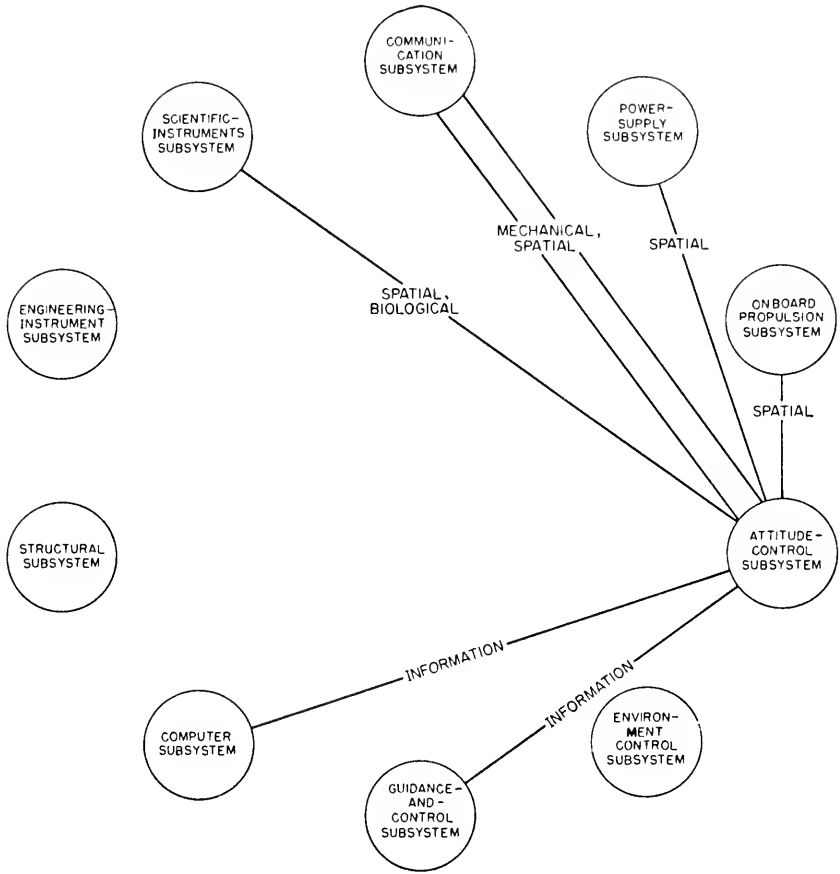 COMMUNI-
CATION
SUBSYSTEM
SCIENTIFIC-
INSTRUMENTS
SUBSYSTEM
POWER-
SUPPLY
SUBSYSTEM
MECHANICAL,
SPATIAL
SPATIAL
SPATIAL,
BIOLOGICAL
ENGINEERING-
INSTRUMENT
SUBSYSTEM
ONBOARD
PROPULSION
SUBSYSTEM
SPATIAL
STRUCTURAL
SUBSYSTEM
ATTITUDE-
CONTROL
SUBSYSTEM
INFORMATION
INFORMATION
COMPUTER
SUBSYSTEM
ENVIRON-
MENT
CONTROL
SUBSYSTEM
GUIDANCE-
AND-
CONTROL
SUBSYSTEM